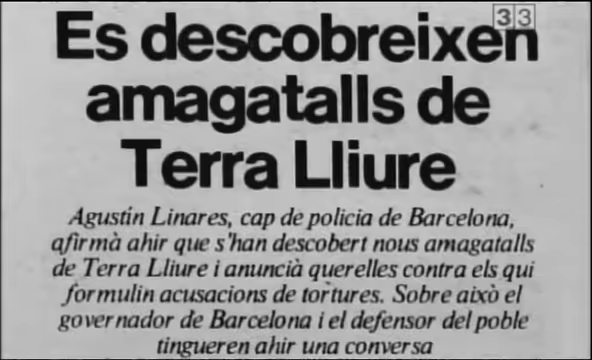 33
Es descobreixen
amagatalls de
Terra Lliure
Agustín Linares, cap de policia de Barcelona,
afirmà ahir que s'han descobert nous amagatalls
de Terra Lliure i anuncià querelles contra els qui
formulin acusacions de tortures. Sobre això el
governador de Barcelona i el defensor del poble
tingueren ahir una conversa